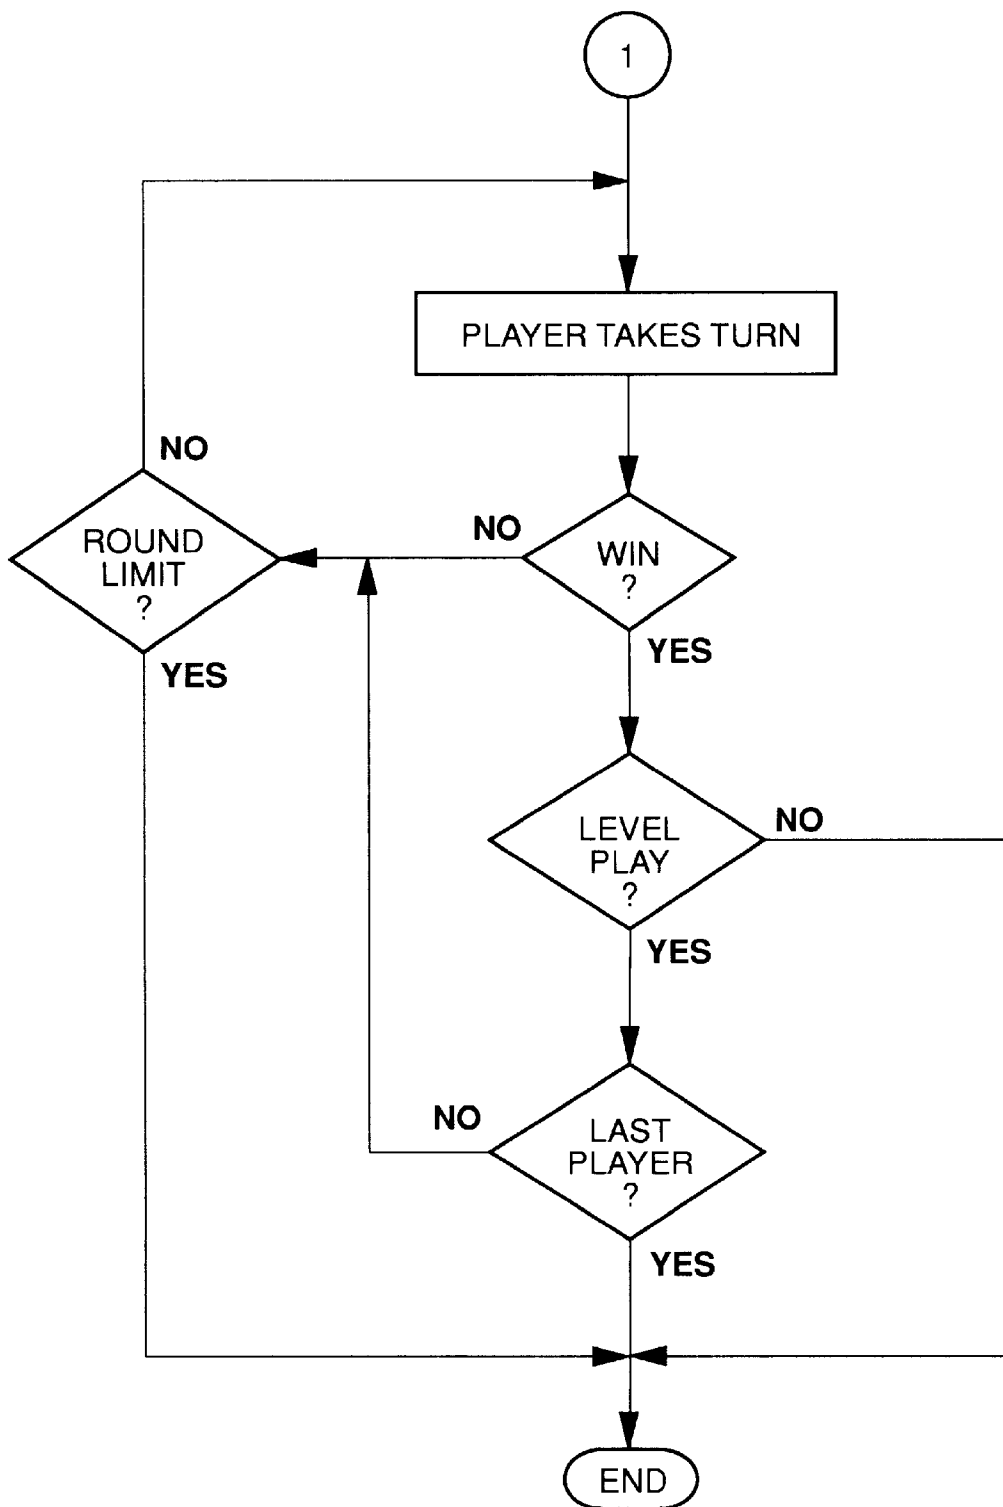 1
PLAYER TAKES TURN
NO
ROUND
LIMIT
?
YES
NO
WIN
?
YES
LEVEL
PLAY
?
NO
YES
NO
LAST
PLAYER
?
YES
END